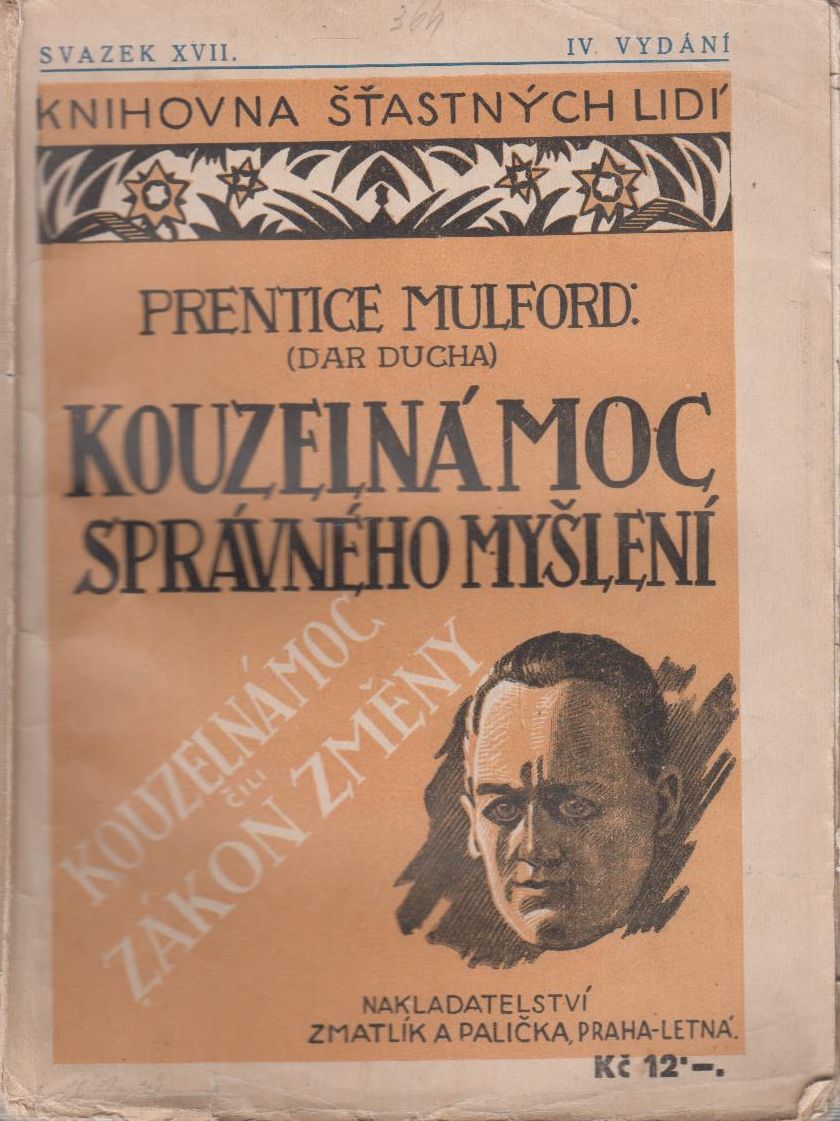 364
SVAZEK XVII.
IV. VYDÁNÍ
KNIHOVNA ŠŤASTNÝCH LIDÍ
PRENTICE MULFORD:
(DAR DUCHA)
KOUZELNÁ MOC
SPRÁVNÉHO MYŠLENÍ
KOUZELNÁ MOC
ČILI
ZÁKON ZMĚNY
NAKLADATELSTVÍ
ZMATLÍK A PALIČKA, PRAHA-LETNÁ.
Kč 12·–.